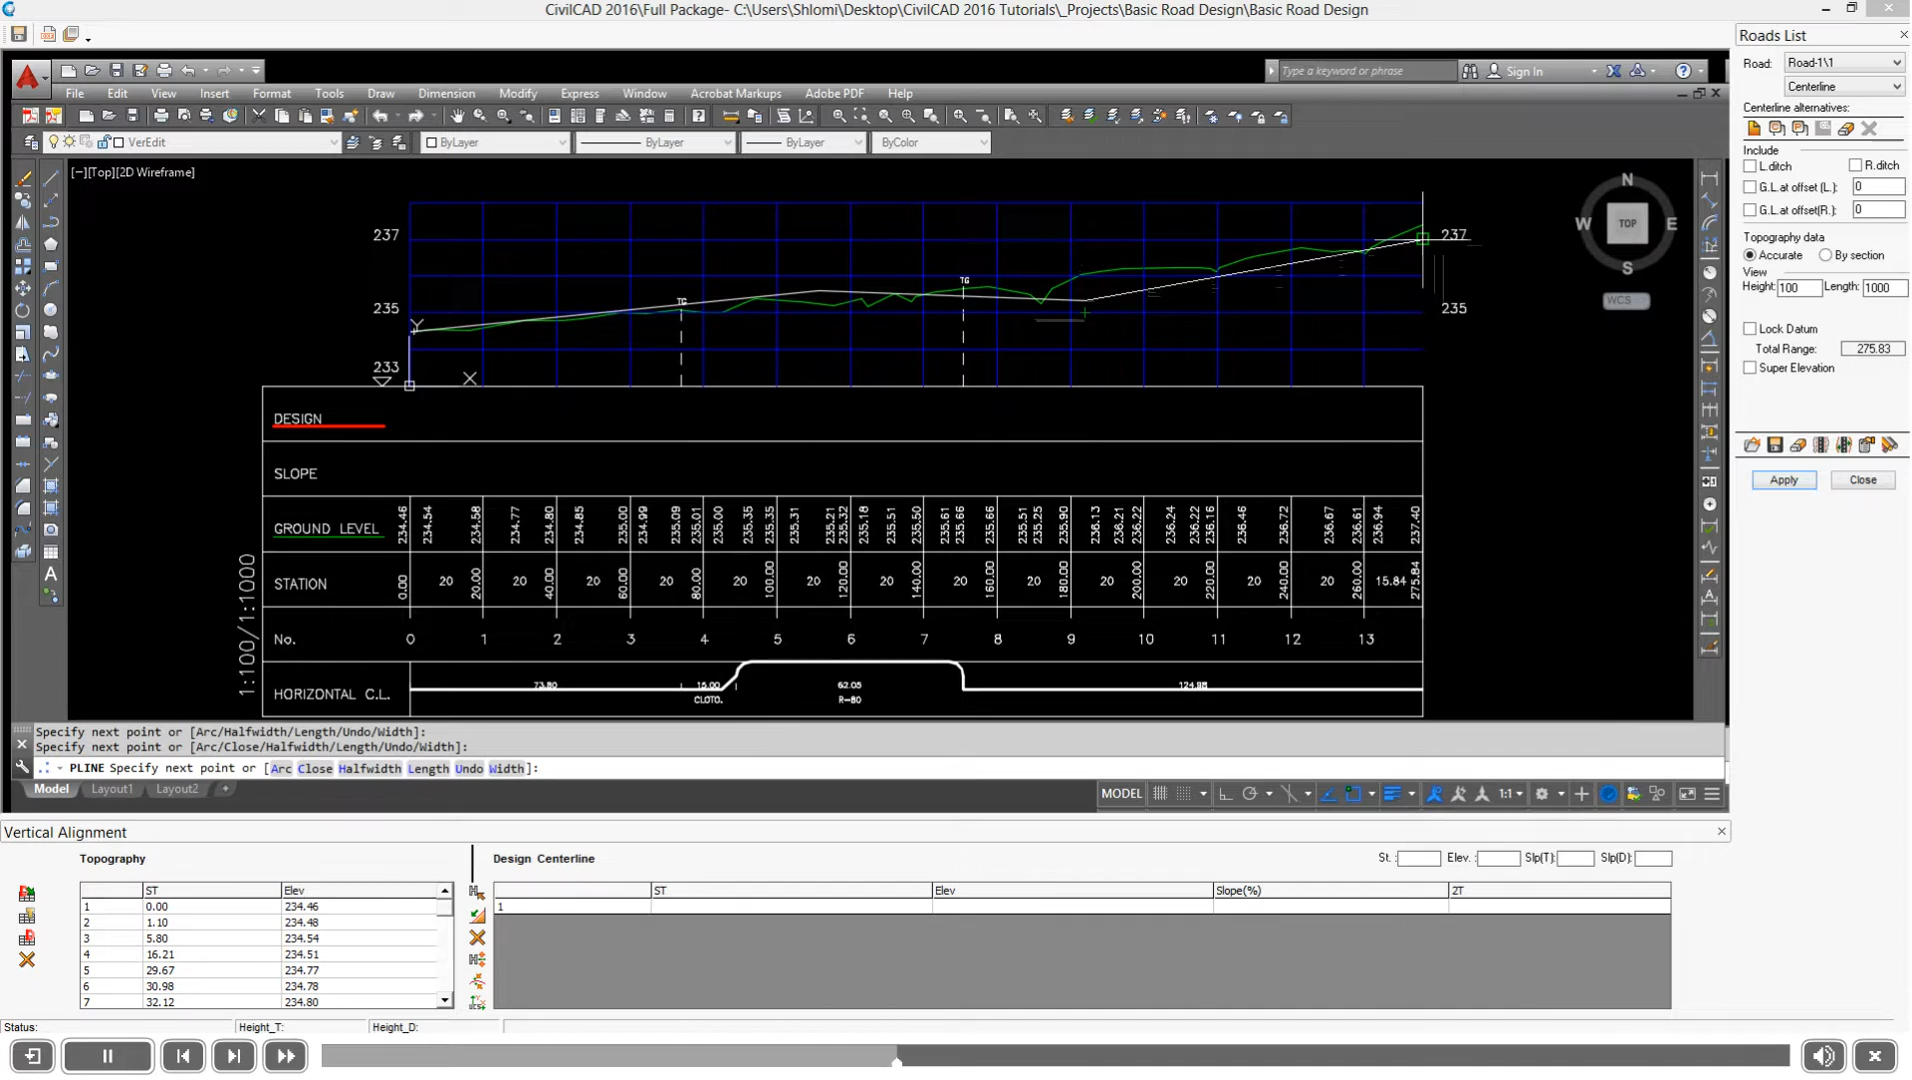 CivilCAD 2016\Full Package- C:\Users\Shlomi\Desktop\CivilCAD 2016 Tutorials\_Projects\Basic Road Design\Basic Road Design
Roads List
Type a keyword or phrase
Sign In
Road:
Road-1\1
Centerline
File Edit View Insert Format Tools Draw Dimension Modify Express Window Acrobat Markups Adobe PDF Help
Centerline alternatives:
VerEdit
ByLayer
ByLayer
ByLayer
ByColor
Include
L.ditch
R.ditch
G.L.at offset (L.):
0
G.L.at offset(R.):
0
[−][Top][2D Wireframe]
N
W TOP E
S
WCS
Topography data
Accurate
By section
View
Height: 100
Length: 1000
Lock Datum
Total Range: 275.83
Super Elevation
Apply
Close
237
235
233
237
235
TG
TG
Y
X
DESIGN
SLOPE
GROUND LEVEL
234.46 234.54 234.58 234.77 234.80 234.85 235.00 234.99 235.09 235.01 235.00 235.35 235.35 235.31 235.21 235.32 235.18 235.51 235.50 235.61 235.66 235.66 235.51 235.25 235.90 236.13 236.21 236.22 236.24 236.22 236.16 236.46 236.72 236.67 236.61 236.94 237.40
STATION
0.00 20 20.00 20 40.00 20 60.00 20 80.00 20 100.00 20 120.00 20 140.00 20 160.00 20 180.00 20 200.00 20 220.00 20 240.00 20 260.00 15.84 275.84
No. 0 1 2 3 4 5 6 7 8 9 10 11 12 13
HORIZONTAL C.L.
73.80
15.00
CLOTO.
62.05
R-80
124.98
1:100/1:1000
Specify next point or [Arc/Halfwidth/Length/Undo/Width]:
Specify next point or [Arc/Close/Halfwidth/Length/Undo/Width]:
PLINE Specify next point or [Arc Close Halfwidth Length Undo Width]:
Model Layout1 Layout2 +
MODEL
1:1
Vertical Alignment
Topography
Design Centerline
St. :
Elev. :
Slp(T):
Slp(D):
ST Elev
1 0.00 234.46
2 1.10 234.48
3 5.80 234.54
4 16.21 234.51
5 29.67 234.77
6 30.98 234.78
7 32.12 234.80
ST Elev Slope(%) 2T
1
Status:
Height_T:
Height_D: